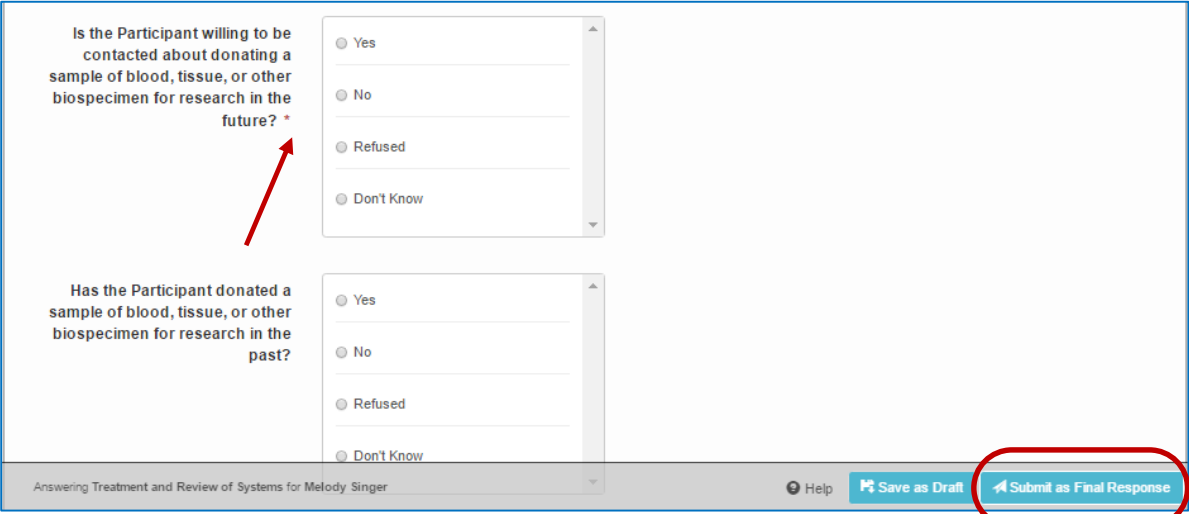 Is the Participant willing to be
contacted about donating a
sample of blood, tissue, or other
biospecimen for research in the
future? *
Yes
No
Refused
Don't Know
Has the Participant donated a
sample of blood, tissue, or other
biospecimen for research in the
past?
Yes
No
Refused
Don't Know
Answering Treatment and Review of Systems for Melody Singer
Help
Save as Draft
Submit as Final Response